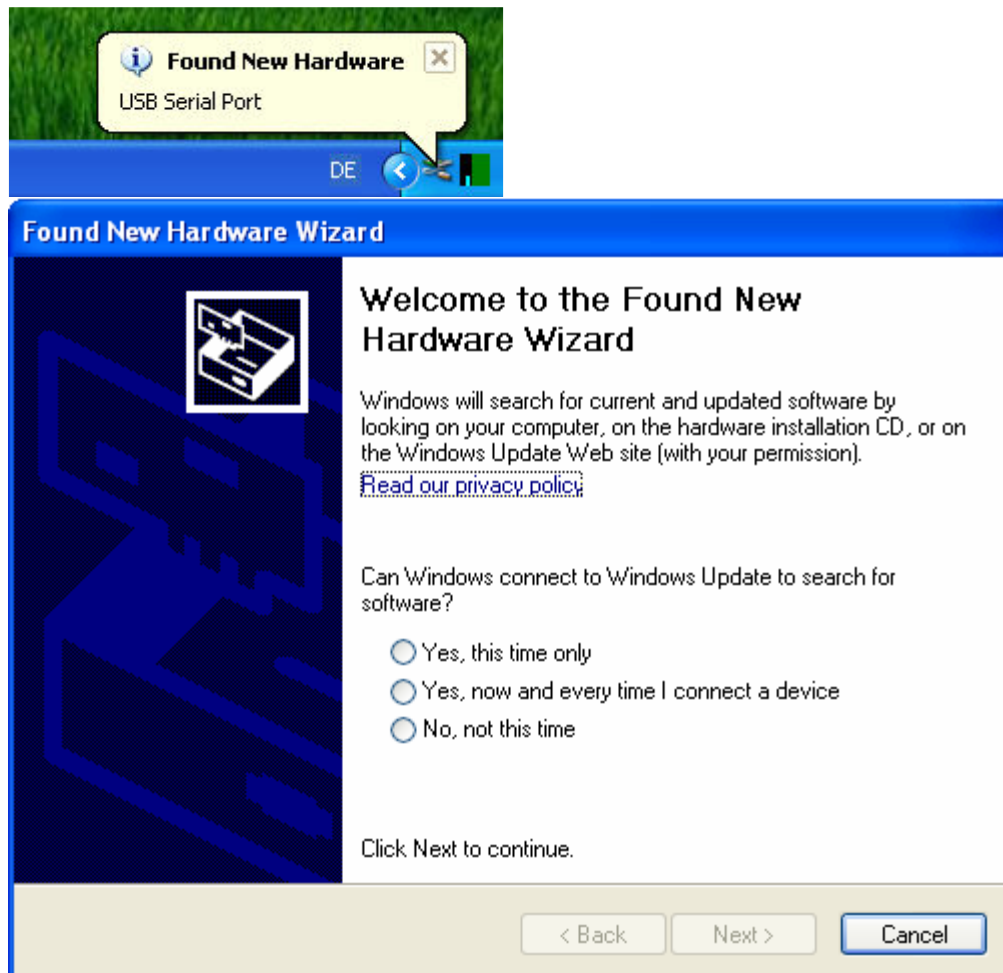 Found New Hardware
USB Serial Port
DE
Found New Hardware Wizard
Welcome to the Found New
Hardware Wizard
Windows will search for current and updated software by
looking on your computer, on the hardware installation CD, or on
the Windows Update Web site (with your permission).
Read our privacy policy
Can Windows connect to Windows Update to search for
software?
Yes, this time only
Yes, now and every time I connect a device
No, not this time
Click Next to continue.
< Back Next > Cancel